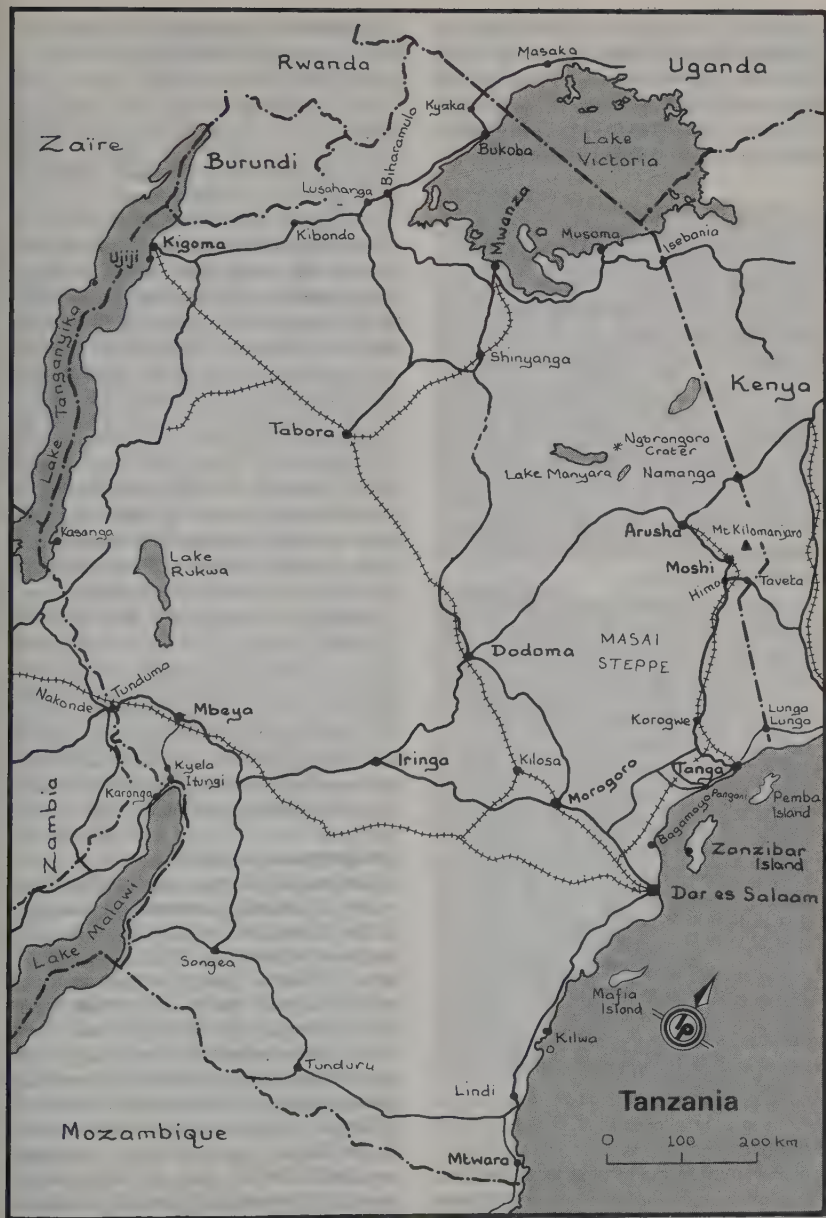 Masaka
Rwanda
Uganda
Kyaka
Zaïre
Biharamulo
Lake
Victoria
Burundi
Bukoba
Lusahanga
Mwanza
Musoma
Isebania
Kigoma
Kibondo
Ujiji
Shinyanga
Kenya
Lake Tanganyika
Tabora
Ngorongoro
Crater
Lake Manyara
Namanga
Arusha
Mt Kilomanjaro
Kasanga
Lake
Rukwa
Moshi
Himo
Taveta
Dodoma
MASAI
STEPPE
Tunduma
Nakonde
Mbeya
Korogwe
Lunga
Lunga
Iringa
Kilosa
Tanga
Kyela
Itungi
Morogoro
Pangani
Pemba
Island
Karonga
Bagamoyo
Zambia
Zanzibar
Island
Dar es Salaam
Lake Malawi
Songea
Mafia
Island
lp
Kilwa
Tunduru
Lindi
Tanzania
Mozambique
0 100 200 km
Mtwara